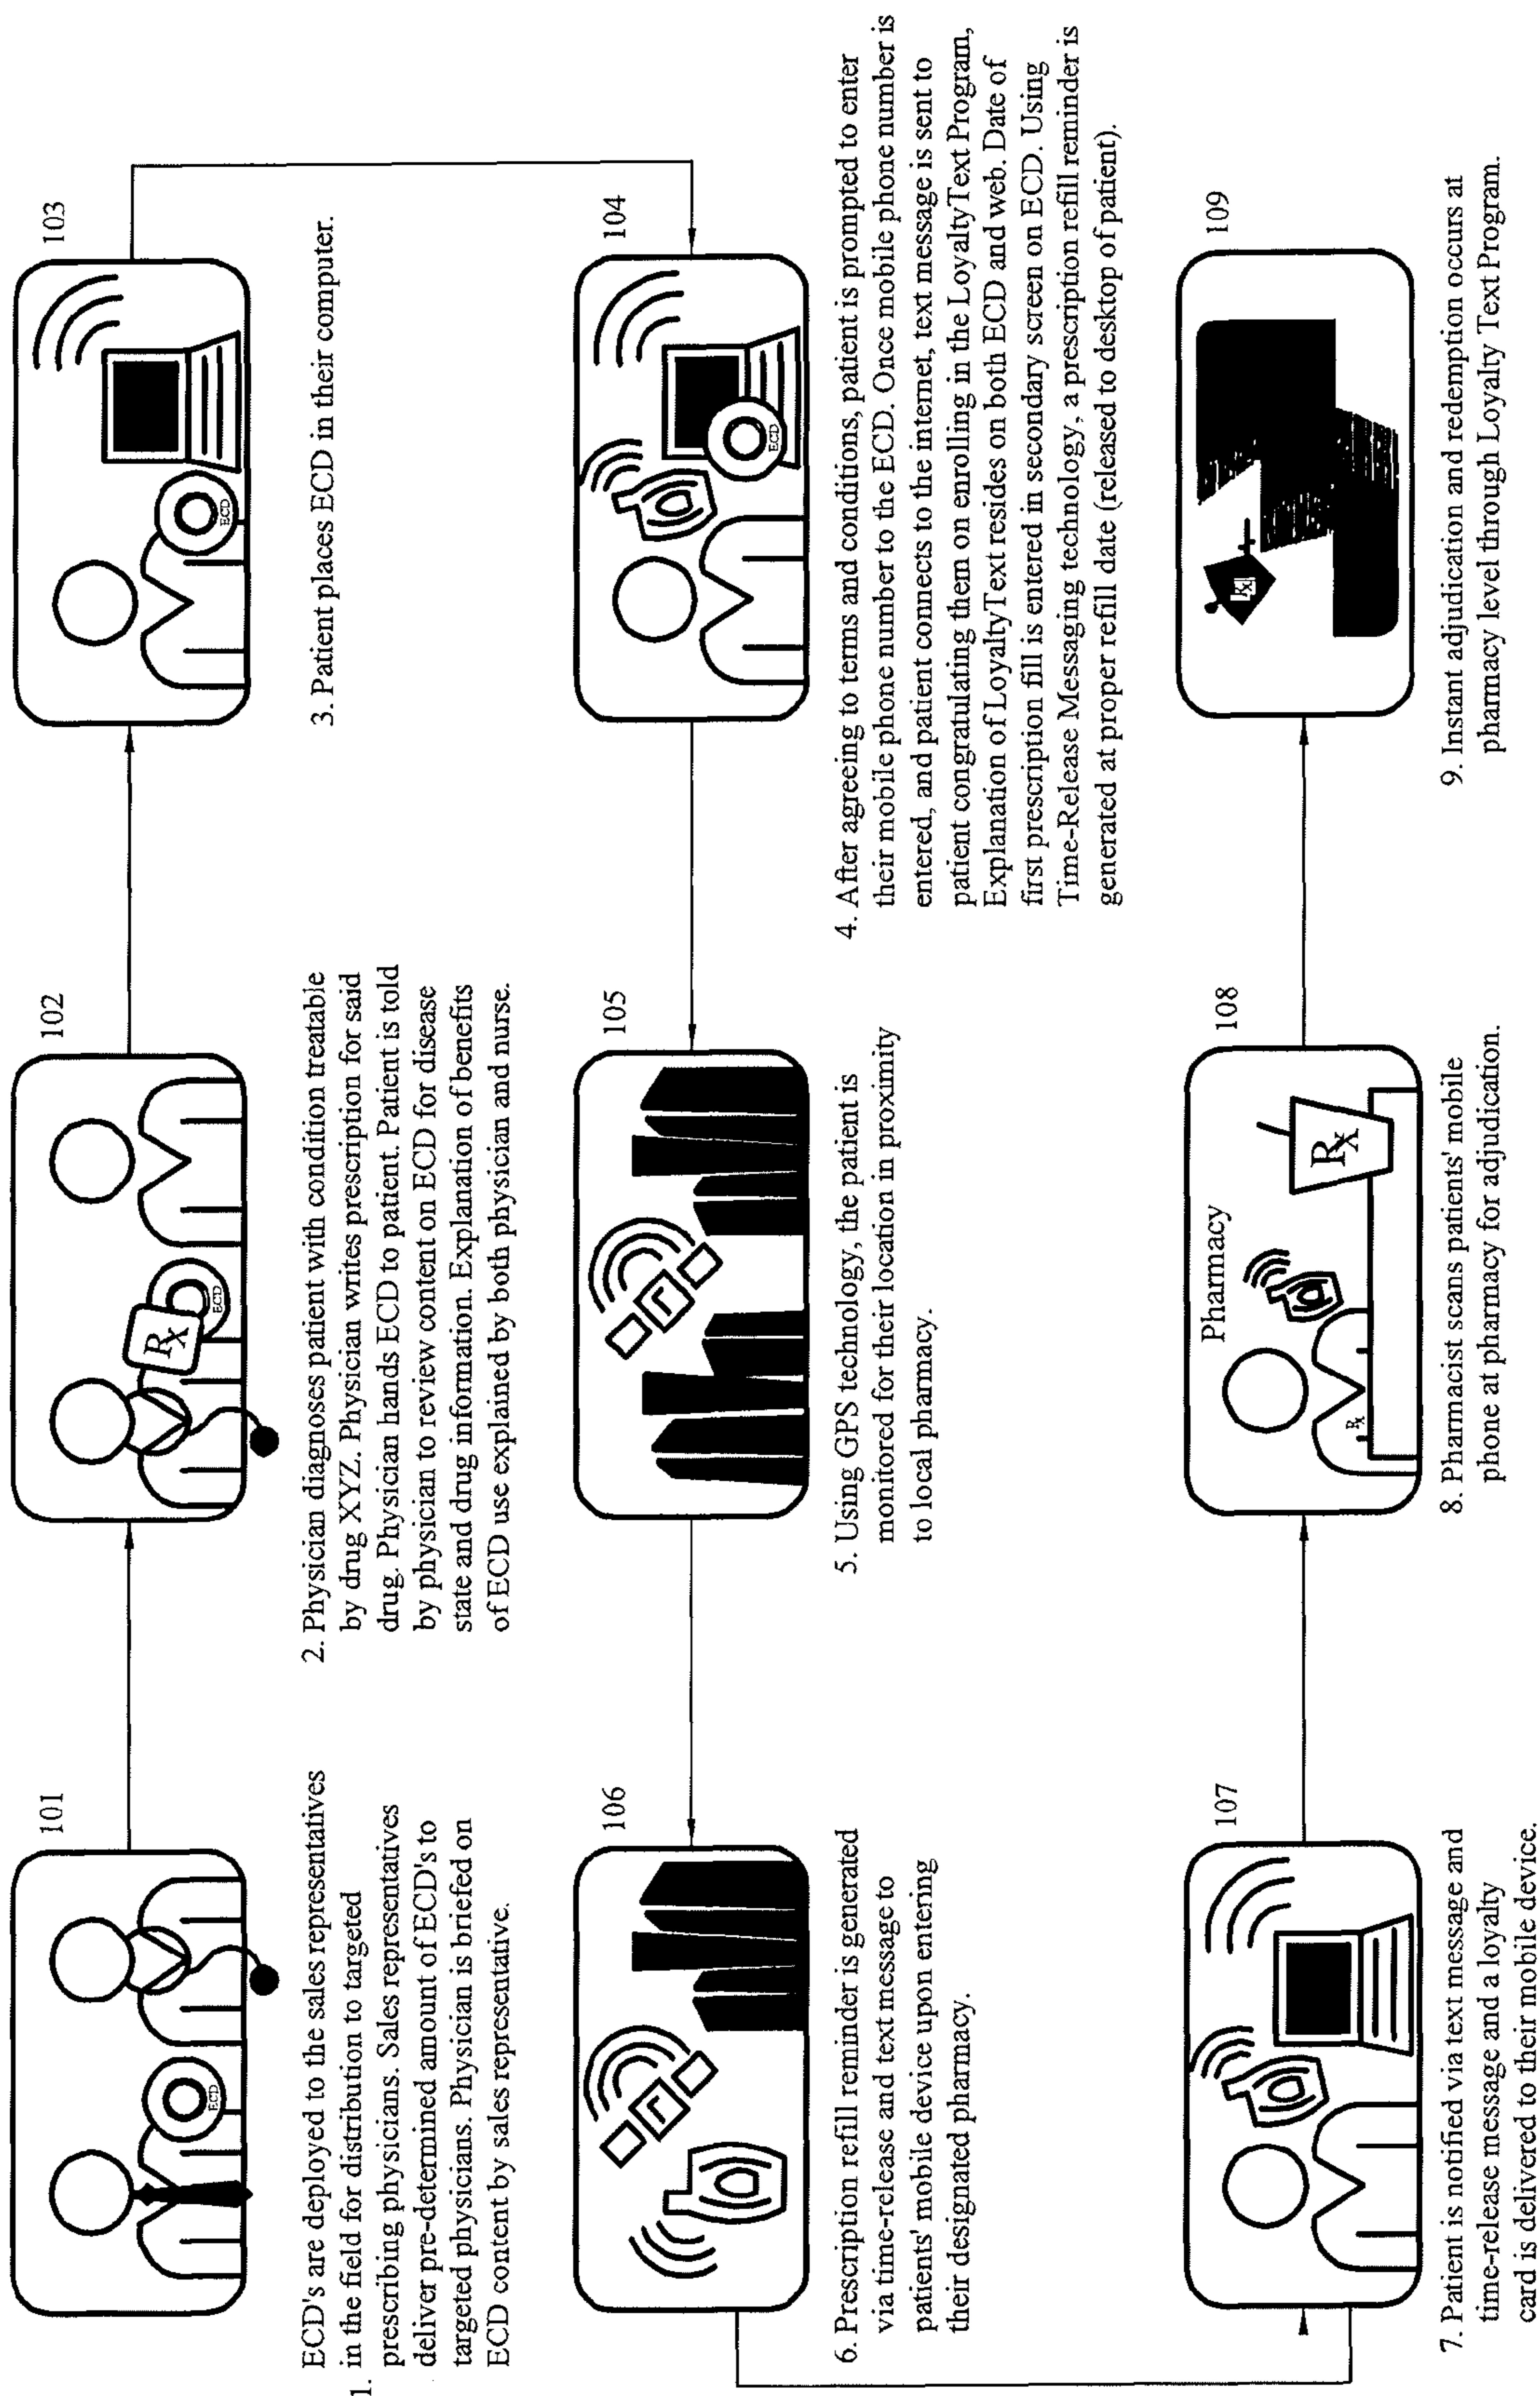 101
ECD
1.
ECD's are deployed to the sales representatives
in the field for distribution to targeted
prescribing physicians. Sales representatives
deliver pre-determined amount of ECD's to
targeted physicians. Physician is briefed on
ECD content by sales representative.
102
Rx
ECD
2. Physician diagnoses patient with condition treatable
by drug XYZ. Physician writes prescription for said
drug. Physician hands ECD to patient. Patient is told
by physician to review content on ECD for disease
state and drug information. Explanation of benefits
of ECD use explained by both physician and nurse.
103
ECD
3. Patient places ECD in their computer.
104
ECD
4. After agreeing to terms and conditions, patient is prompted to enter
their mobile phone number to the ECD. Once mobile phone number is
entered, and patient connects to the internet, text message is sent to
patient congratulating them on enrolling in the LoyaltyText Program,
Explanation of LoyaltyText resides on both ECD and web. Date of
first prescription fill is entered in secondary screen on ECD. Using
Time-Release Messaging technology, a prescription refill reminder is
generated at proper refill date (released to desktop of patient).
105
5. Using GPS technology, the patient is
monitored for their location in proximity
to local pharmacy.
106
6. Prescription refill reminder is generated
via time-release and text message to
patients' mobile device upon entering
their designated pharmacy.
107
7. Patient is notified via text message and
time-release message and a loyalty
card is delivered to their mobile device.
108
Pharmacy
Rx
Rx
8. Pharmacist scans patients' mobile
phone at pharmacy for adjudication.
109
Rx
9. Instant adjudication and redemption occurs at
pharmacy level through Loyalty Text Program.